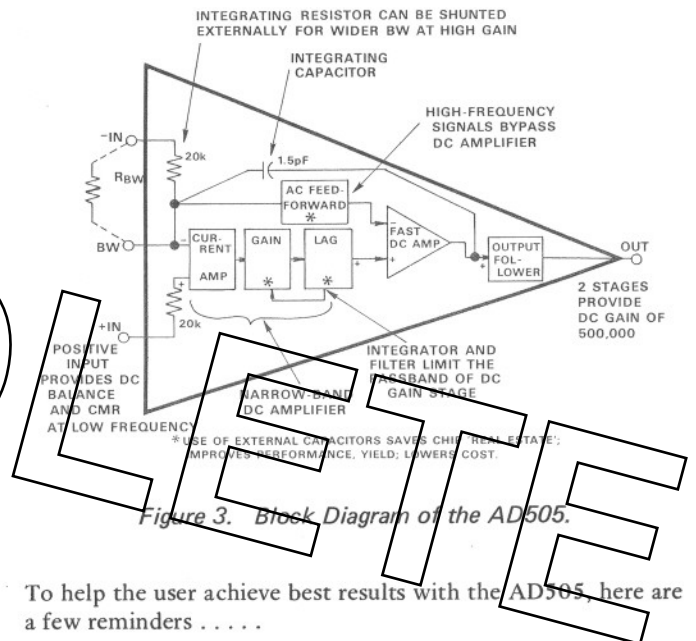 INTEGRATING RESISTOR CAN BE SHUNTED
EXTERNALLY FOR WIDER BW AT HIGH GAIN
INTEGRATING
CAPACITOR
HIGH-FREQUENCY
SIGNALS BYPASS
DC AMPLIFIER
-IN
20k
1.5pF
RBW
AC FEED-
FORWARD
*
BW
-
CUR-
RENT
AMP
+
GAIN
*
LAG
*
+
-
FAST
DC AMP
+
+
OUTPUT
FOL-
LOWER
OUT
2 STAGES
PROVIDE
DC GAIN OF
500,000
+IN
20k
POSITIVE
INPUT
PROVIDES DC
BALANCE
AND CMR
AT LOW FREQUENCY
NARROW-BAND
DC AMPLIFIER
INTEGRATOR AND
FILTER LIMIT THE
PASSBAND OF DC
GAIN STAGE
*USE OF EXTERNAL CAPACITORS SAVES CHIP 'REAL ESTATE';
IMPROVES PERFORMANCE, YIELD; LOWERS COST.
LETE
Figure 3. Block Diagram of the AD505.
To help the user achieve best results with the AD505, here are
a few reminders . . . . .